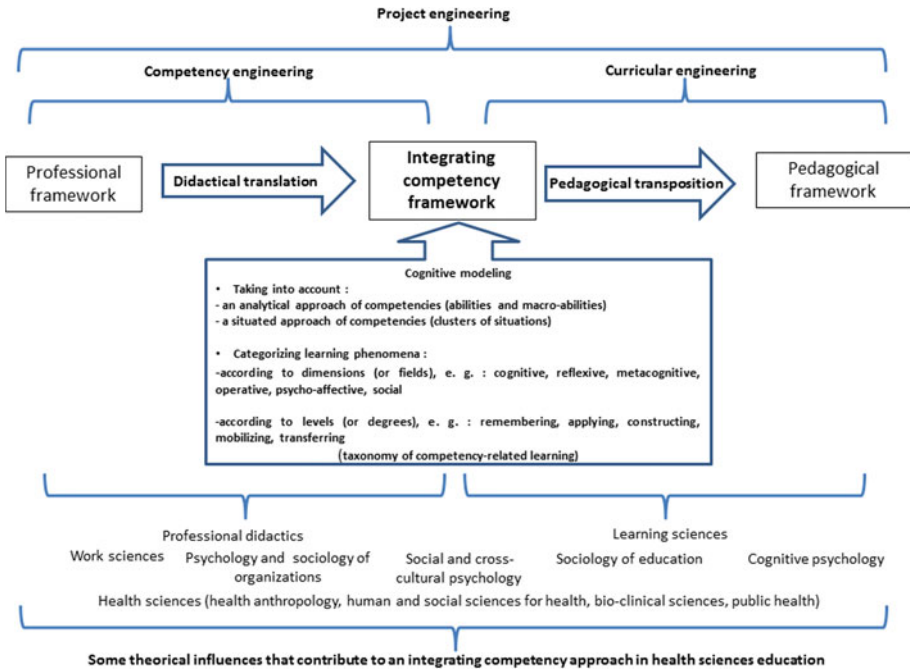 Project engineering
Competency engineering
Curricular engineering
Professional
framework
Didactical translation
Integrating
competency
framework
Pedagogical transposition
Pedagogical
framework
Cognitive modeling
• Taking into account :
- an analytical approach of competencies (abilities and macro-abilities)
- a situated approach of competencies (clusters of situations)
• Categorizing learning phenomena :
-according to dimensions (or fields), e. g. : cognitive, reflexive, metacognitive,
operative, psycho-affective, social
-according to levels (or degrees), e. g. : remembering, applying, constructing,
mobilizing, transferring
(taxonomy of competency-related learning)
Professional didactics
Learning sciences
Work sciences
Psychology and sociology of
organizations
Social and cross-
cultural psychology
Sociology of education
Cognitive psychology
Health sciences (health anthropology, human and social sciences for health, bio-clinical sciences, public health)
Some theorical influences that contribute to an integrating competency approach in health sciences education